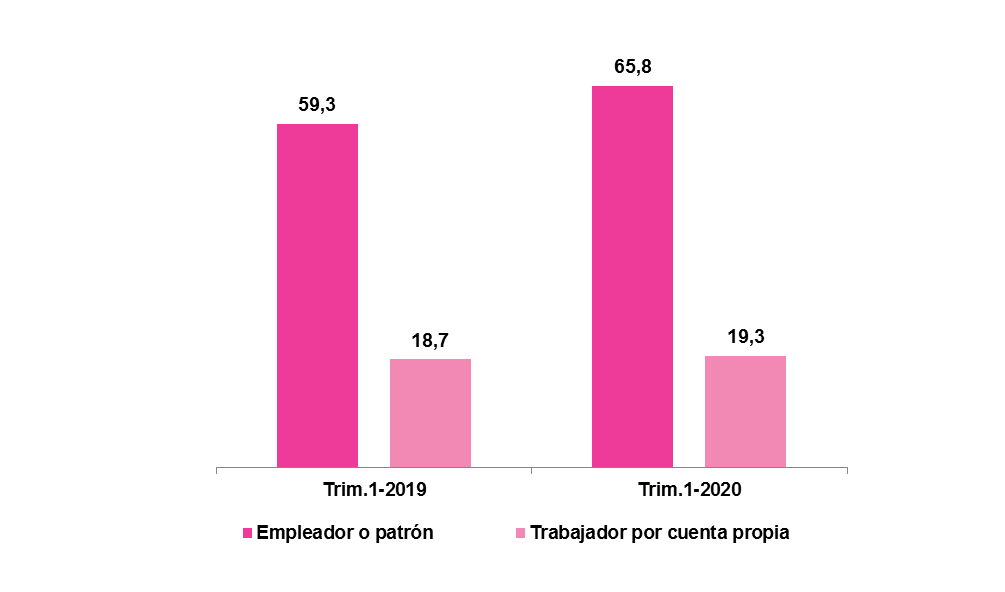 65,8
59,3
18,7
19,3
Trim.1-2019
Trim.1-2020
Empleador o patrón
Trabajador por cuenta propia